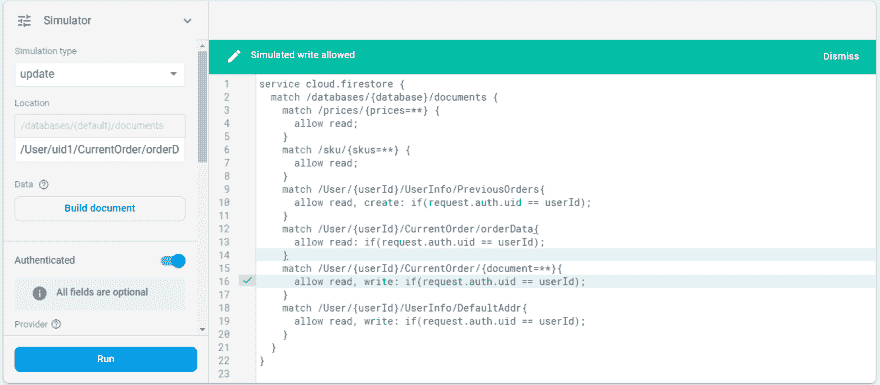 Simulator
Simulation type
update
Location
/databases/{default}/documents
/User/uid1/CurrentOrder/orderD
Data
Build document
Authenticated
All fields are optional
Provider
Run
Simulated write allowed
Dismiss
1 service cloud.firestore {
2 match /databases/{database}/documents {
3 match /prices/{prices=**} {
4 allow read;
5 }
6 match /sku/{skus=**} {
7 allow read;
8 }
9 match /User/{userId}/UserInfo/PreviousOrders{
10 allow read, create: if(request.auth.uid == userId);
11 }
12 match /User/{userId}/CurrentOrder/orderData{
13 allow read: if(request.auth.uid == userId);
14 }
15 match /User/{userId}/CurrentOrder/{document=**}{
16 allow read, write: if(request.auth.uid == userId);
17 }
18 match /User/{userId}/UserInfo/DefaultAddr{
19 allow read, write: if(request.auth.uid == userId);
20 }
21 }
22 }
23